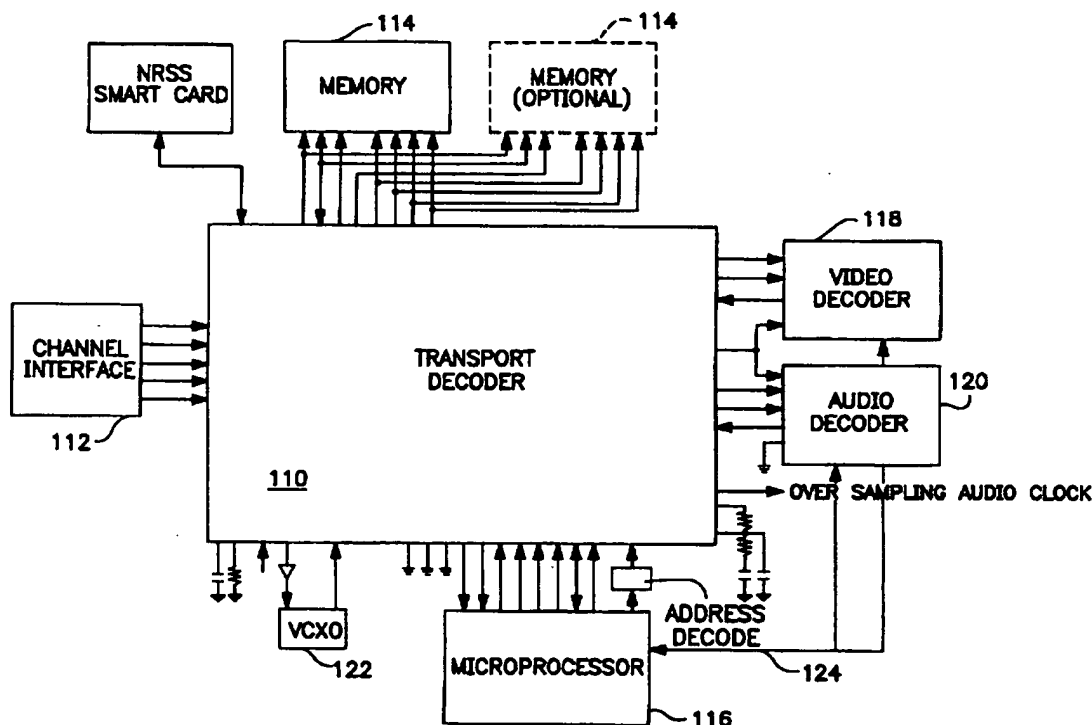 114
114
NRSS
SMART CARD
MEMORY
MEMORY
(OPTIONAL)
118
VIDEO
DECODER
CHANNEL
INTERFACE
TRANSPORT
DECODER
120
AUDIO
DECODER
112
110
OVER SAMPLING AUDIO CLOCK
ADDRESS
DECODE
VCXO
122
MICROPROCESSOR
124
116